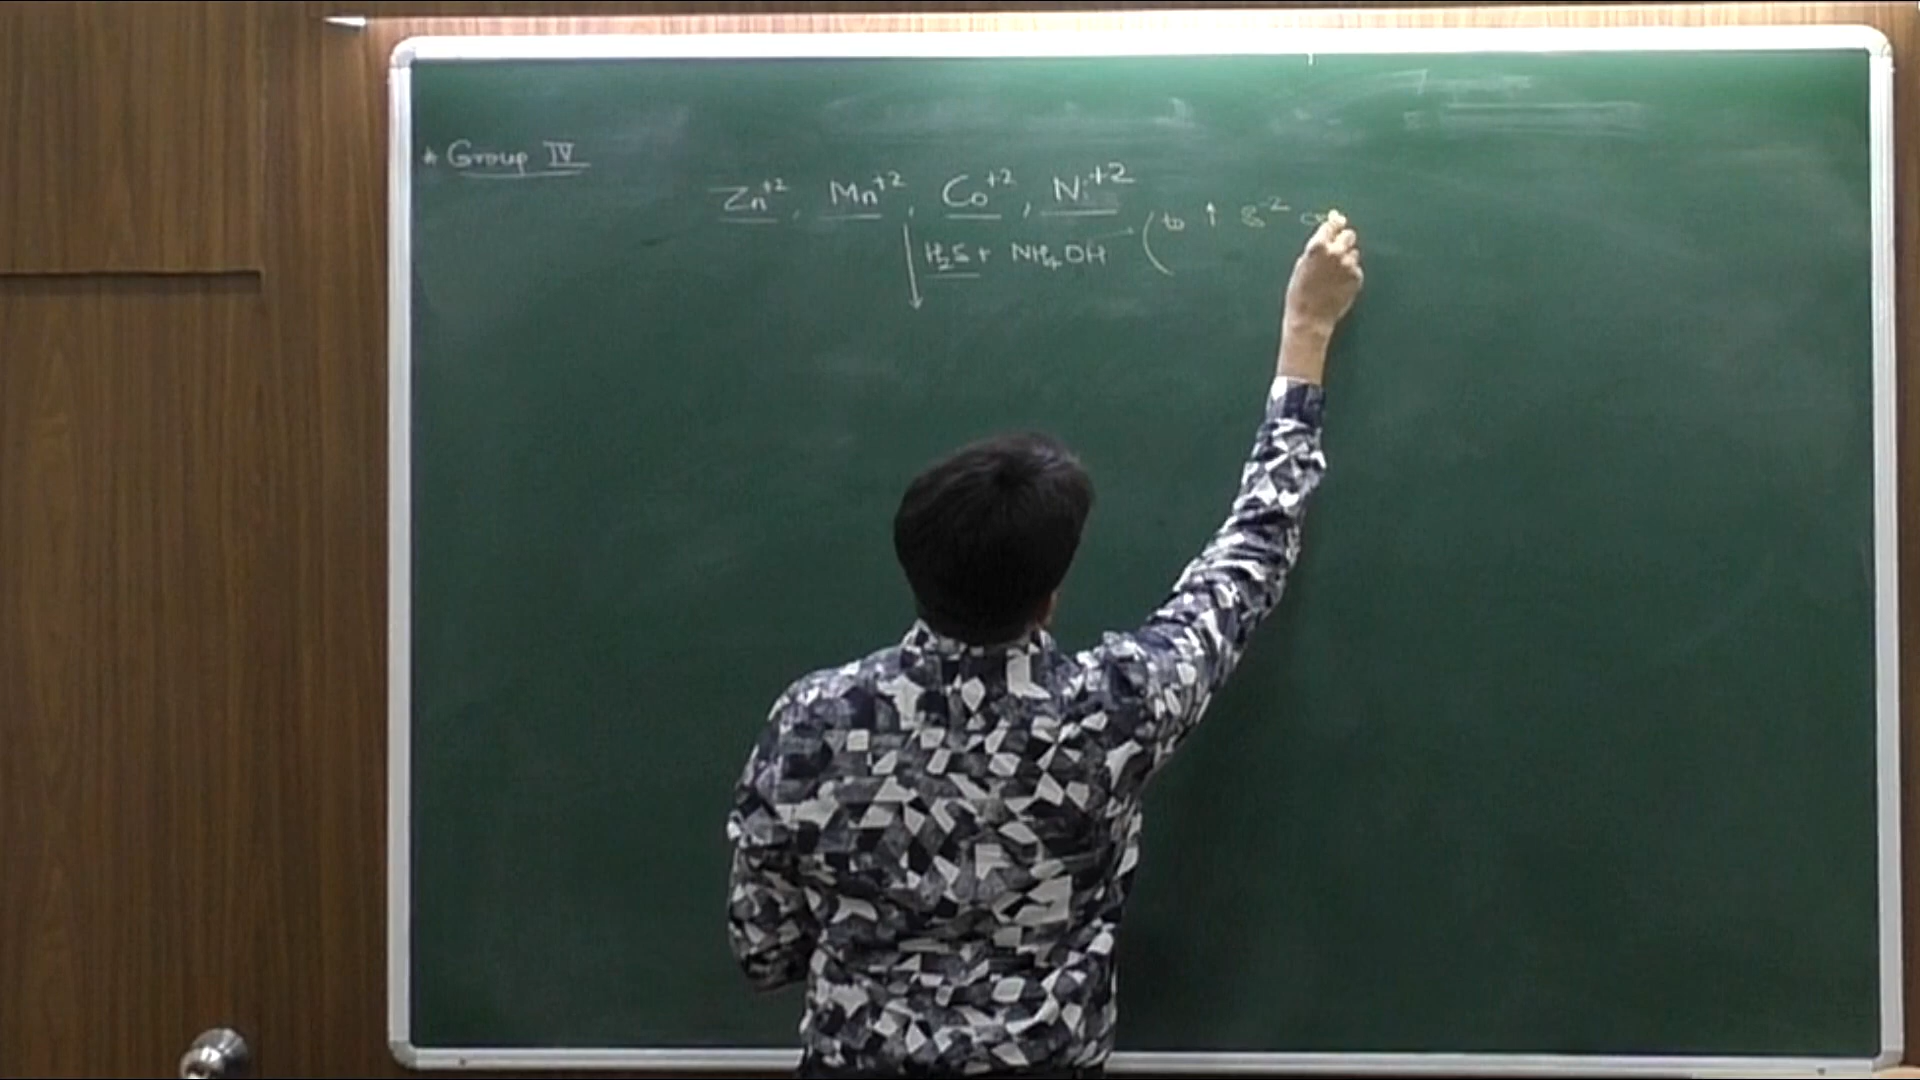 * Group IV
Zn+2, Mn+2, Co+2, Ni+2
H2S + NH4OH → (to ↑ S-2